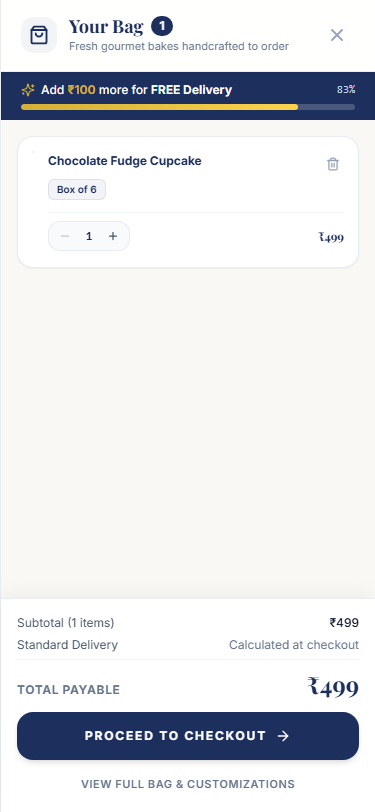 Your Bag 1
Fresh gourmet bakes handcrafted to order
Add ₹100 more for FREE Delivery 83%
Chocolate Fudge Cupcake
Box of 6
− 1 + ₹499
Subtotal (1 items) ₹499
Standard Delivery Calculated at checkout
TOTAL PAYABLE ₹499
PROCEED TO CHECKOUT →
VIEW FULL BAG & CUSTOMIZATIONS